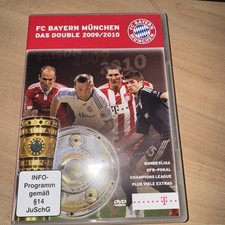 FC BAYERN MÜNCHEN
DAS DOUBLE 2009/2010
FC BAYERN
MÜNCHEN
2010
BUNDESLIGA
DFB-POKAL
CHAMPIONS LEAGUE
PLUS VIELE EXTRAS
INFO-
Programm
gemäß
§14
JuSchG
DVD
T